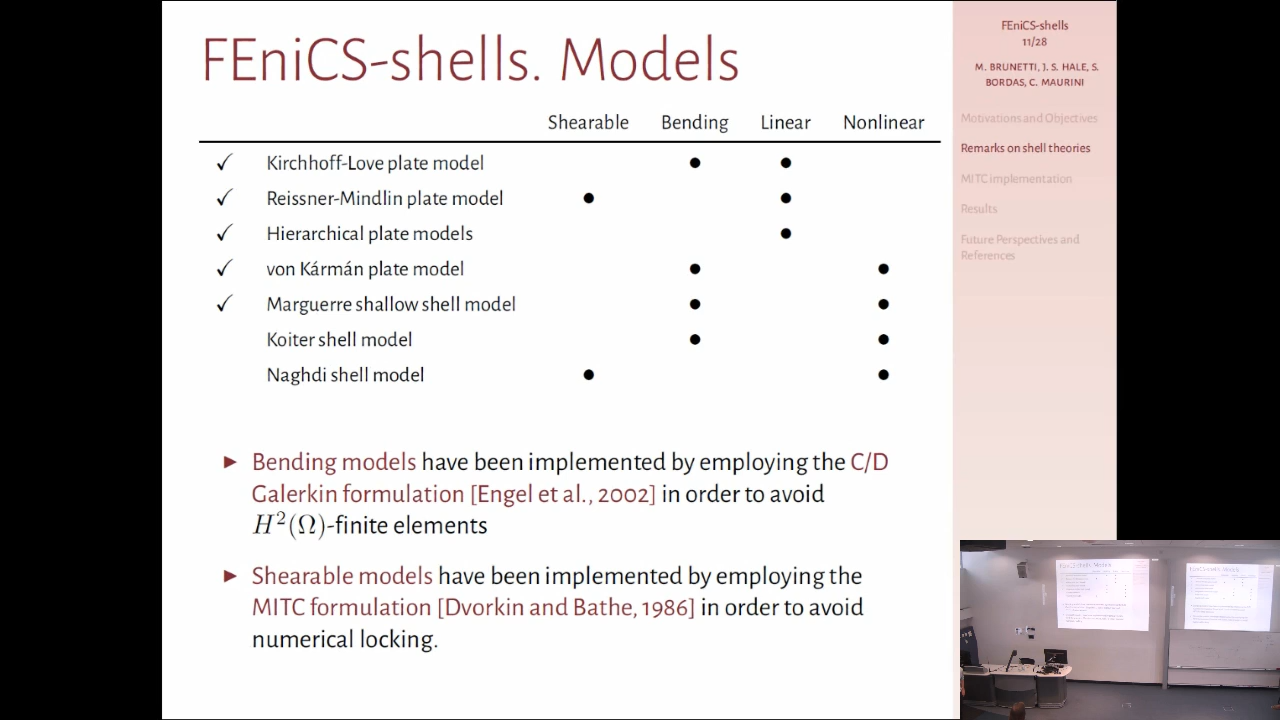 FEniCS-shells. Models
Shearable Bending Linear Nonlinear
✓ Kirchhoff-Love plate model ● ●
✓ Reissner-Mindlin plate model ● ●
✓ Hierarchical plate models ●
✓ von Kármán plate model ● ●
✓ Marguerre shallow shell model ● ●
Koiter shell model ● ●
Naghdi shell model ● ●
► Bending models have been implemented by employing the C/D
Galerkin formulation [Engel et al., 2002] in order to avoid
H²(Ω)-finite elements
► Shearable models have been implemented by employing the
MITC formulation [Dvorkin and Bathe, 1986] in order to avoid
numerical locking.
FEniCS-shells
11/28
M. BRUNETTI, J. S. HALE, S.
BORDAS, C. MAURINI
Motivations and Objectives
Remarks on shell theories
MITC implementation
Results
Future Perspectives and
References
FEniCS-shells. Models